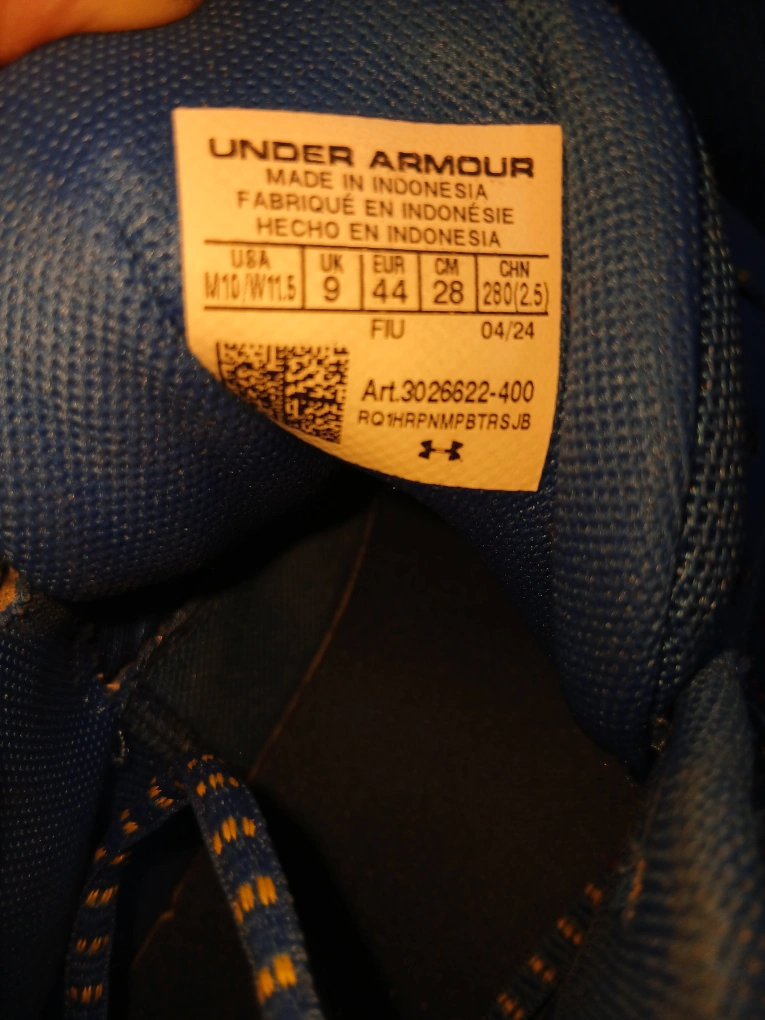 UNDER ARMOUR
MADE IN INDONESIA
FABRIQUÉ EN INDONÉSIE
HECHO EN INDONESIA
USA UK EUR CM CHN
M10/W11.5 9 44 28 280(2.5)
FIU 04/24
Art.3026622-400
RQ1HRPNMPBTRSJB